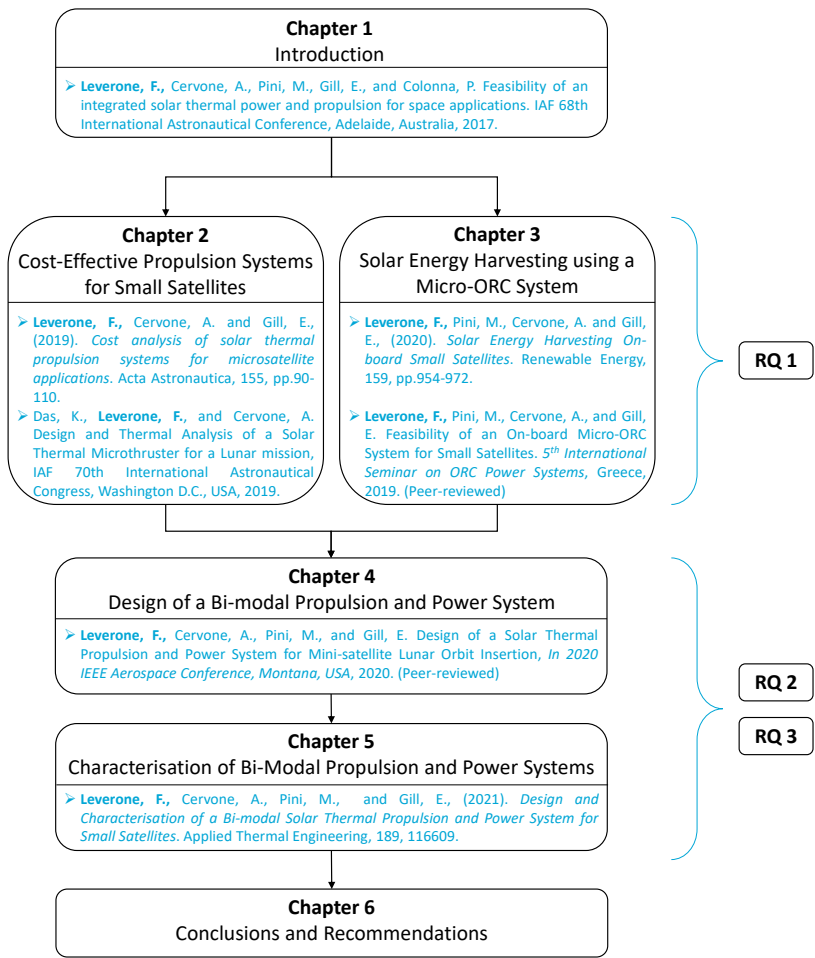 Chapter 1
Introduction
➢ Leverone, F., Cervone, A., Pini, M., Gill, E., and Colonna, P. Feasibility of an
integrated solar thermal power and propulsion for space applications. IAF 68th
International Astronautical Conference, Adelaide, Australia, 2017.
Chapter 2
Cost-Effective Propulsion Systems
for Small Satellites
➢ Leverone, F., Cervone, A. and Gill, E.,
(2019). Cost analysis of solar thermal
propulsion systems for microsatellite
applications. Acta Astronautica, 155, pp.90-
110.
➢ Das, K., Leverone, F., and Cervone, A.
Design and Thermal Analysis of a Solar
Thermal Microthruster for a Lunar mission,
IAF 70th International Astronautical
Congress, Washington D.C., USA, 2019.
Chapter 3
Solar Energy Harvesting using a
Micro-ORC System
➢ Leverone, F., Pini, M., Cervone, A. and Gill,
E., (2020). Solar Energy Harvesting On-
board Small Satellites. Renewable Energy,
159, pp.954-972.
➢ Leverone, F., Pini, M., Cervone, A., and Gill,
E. Feasibility of an On-board Micro-ORC
System for Small Satellites. 5th International
Seminar on ORC Power Systems, Greece,
2019. (Peer-reviewed)
RQ 1
Chapter 4
Design of a Bi-modal Propulsion and Power System
➢ Leverone, F., Cervone, A., Pini, M., and Gill, E. Design of a Solar Thermal
Propulsion and Power System for Mini-satellite Lunar Orbit Insertion, In 2020
IEEE Aerospace Conference, Montana, USA, 2020. (Peer-reviewed)
RQ 2
RQ 3
Chapter 5
Characterisation of Bi-Modal Propulsion and Power Systems
➢ Leverone, F., Cervone, A., Pini, M., and Gill, E., (2021). Design and
Characterisation of a Bi-modal Solar Thermal Propulsion and Power System for
Small Satellites. Applied Thermal Engineering, 189, 116609.
Chapter 6
Conclusions and Recommendations